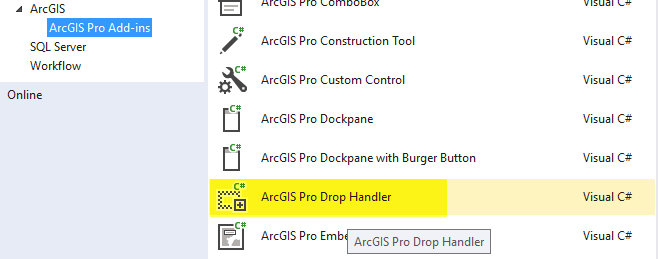 ArcGIS
ArcGIS Pro Add-ins
SQL Server
Workflow
Online
ArcGIS Pro ComboBox Visual C#
C# ArcGIS Pro Construction Tool Visual C#
C# ArcGIS Pro Custom Control Visual C#
C# ArcGIS Pro Dockpane Visual C#
C# ArcGIS Pro Dockpane with Burger Button Visual C#
C# ArcGIS Pro Drop Handler Visual C#
C# ArcGIS Pro Embe Visual C#
ArcGIS Pro Drop Handler